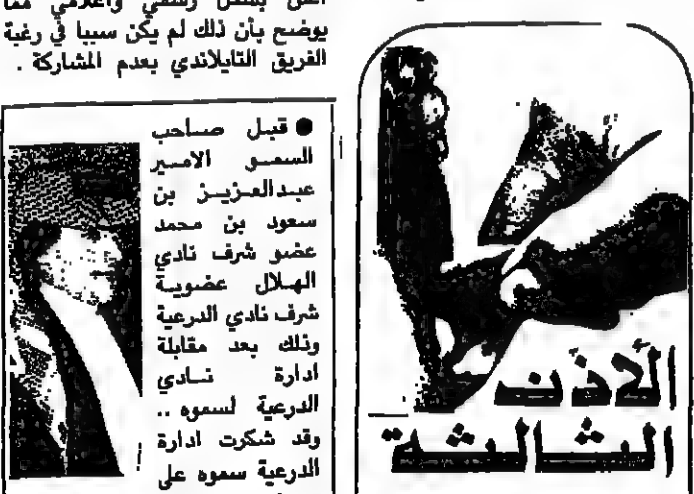 اعلن بشكل رسمي واعلامي مما
يوضح بأن ذلك لم يكن سببا في رغبة
الفريق التايلاندي بعدم المشاركة .
● قبل صاحب
السمو الامير
عبدالعزيز بن
سعود بن محمد
عضو شرف نادي
الهلال عضوية
شرف نادي الدرعية
وذلك بعد مقابلة
ادارة نادي
الدرعية لسموه ..
وقد شكرت ادارة
الدرعية سموه على
الأذن
الثالثة